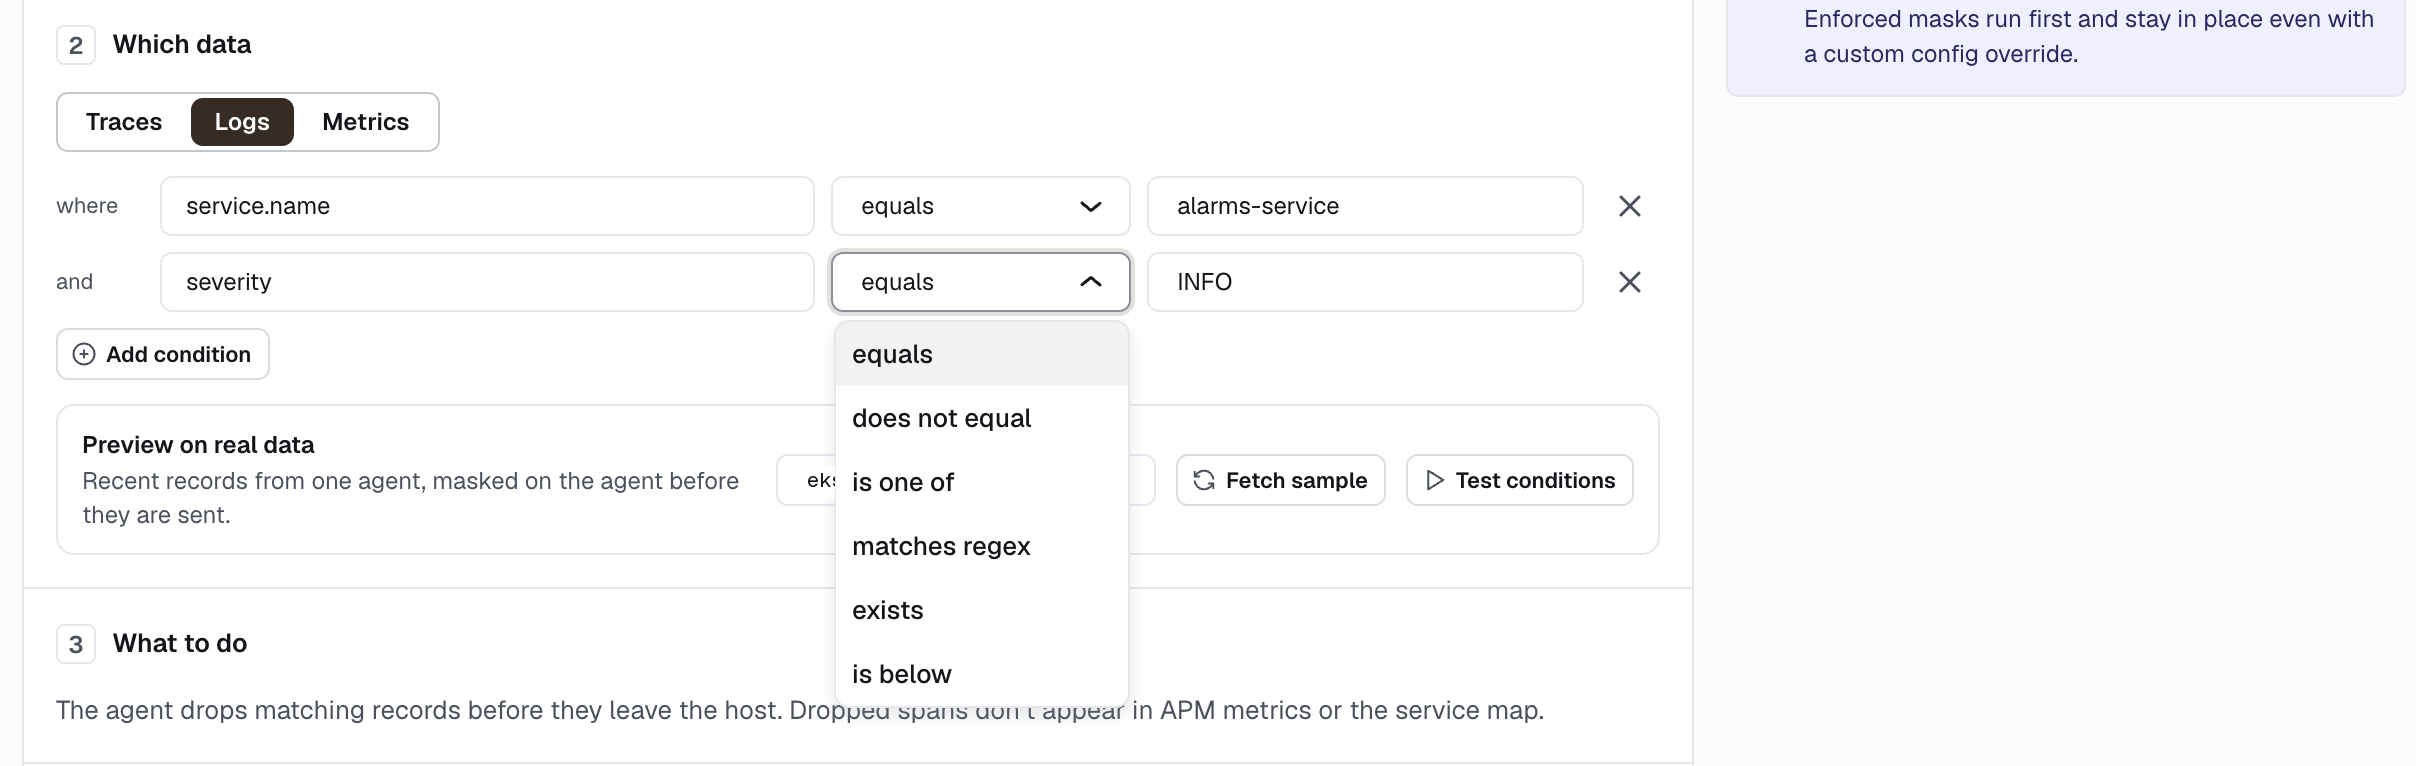 Enforced masks run first and stay in place even with
a custom config override.
2 Which data
Traces Logs Metrics
where service.name equals alarms-service
and severity equals INFO
Add condition
equals
does not equal
is one of
matches regex
exists
is below
Preview on real data
Recent records from one agent, masked on the agent before
they are sent.
Fetch sample Test conditions
3 What to do
The agent drops matching records before they leave the host. Dropped spans don't appear in APM metrics or the service map.